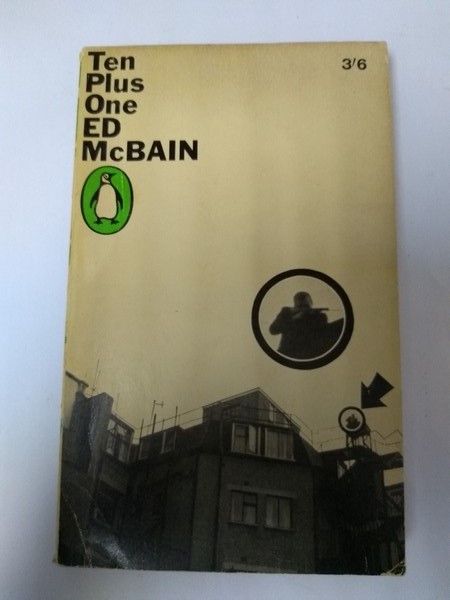 Ten
Plus
One
ED
McBAIN
3/6